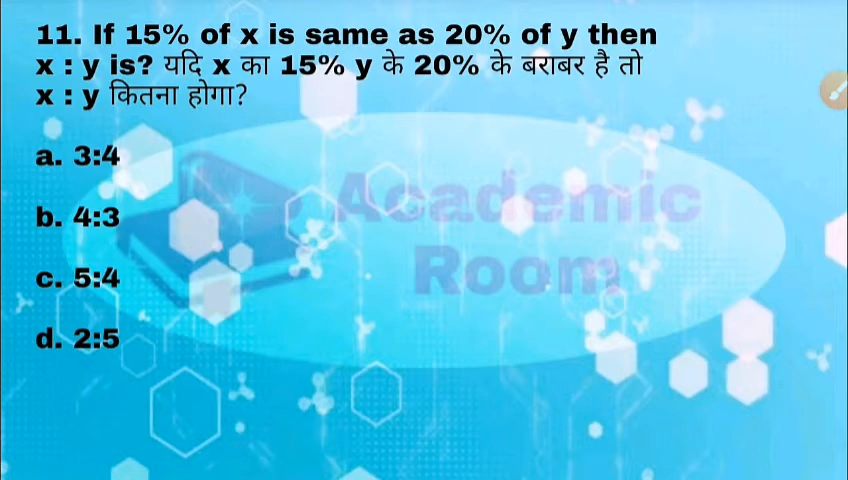 11. If 15% of x is same as 20% of y then
x : y is? यदि x का 15% y के 20% के बराबर है तो
x : y कितना होगा?
a. 3:4
b. 4:3
c. 5:4
d. 2:5
Academic
Room